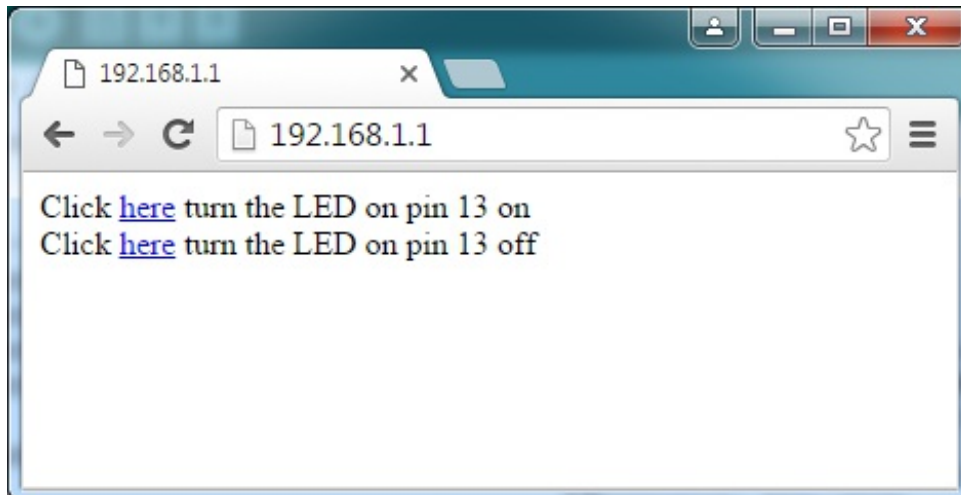 192.168.1.1
192.168.1.1
Click here turn the LED on pin 13 on
Click here turn the LED on pin 13 off